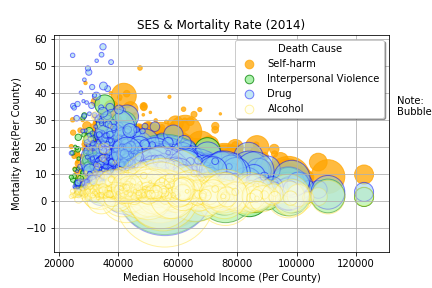 SES & Mortality Rate (2014)
60
50
40
30
20
10
0
−10
Mortality Rate(Per County)
Death Cause
Self-harm
Interpersonal Violence
Drug
Alcohol
Note:
Bubble
20000 40000 60000 80000 100000 120000
Median Household Income (Per County)